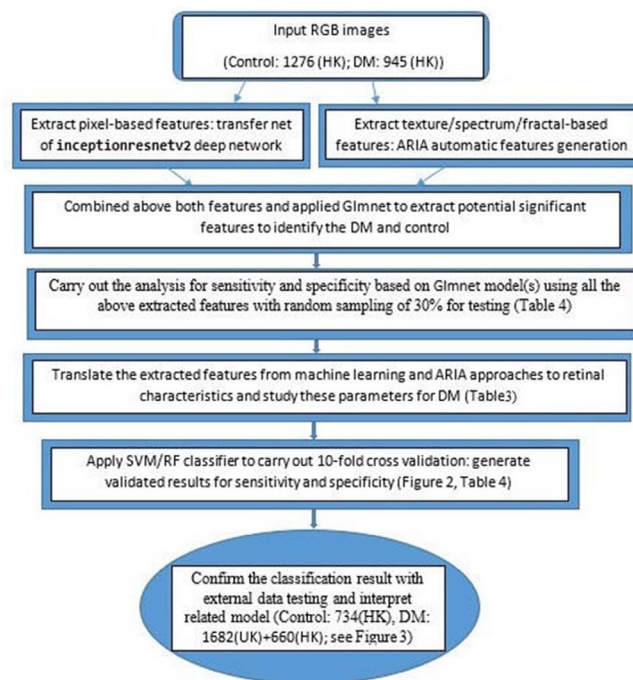 Input RGB images
(Control: 1276 (HK); DM: 945 (HK))
Extract pixel-based features: transfer net
of inceptionresnetv2 deep network
Extract texture/spectrum/fractal-based
features: ARIA automatic features generation
Combined above both features and applied Glmnet to extract potential significant
features to identify the DM and control
Carry out the analysis for sensitivity and specificity based on Glmnet model(s) using all the
above extracted features with random sampling of 30% for testing (Table 4)
Translate the extracted features from machine learning and ARIA approaches to retinal
characteristics and study these parameters for DM (Table3)
Apply SVM/RF classifier to carry out 10-fold cross validation: generate
validated results for sensitivity and specificity (Figure 2, Table 4)
Confirm the classification result with
external data testing and interpret
related model (Control: 734(HK), DM:
1682(UK)+660(HK); see Figure 3)